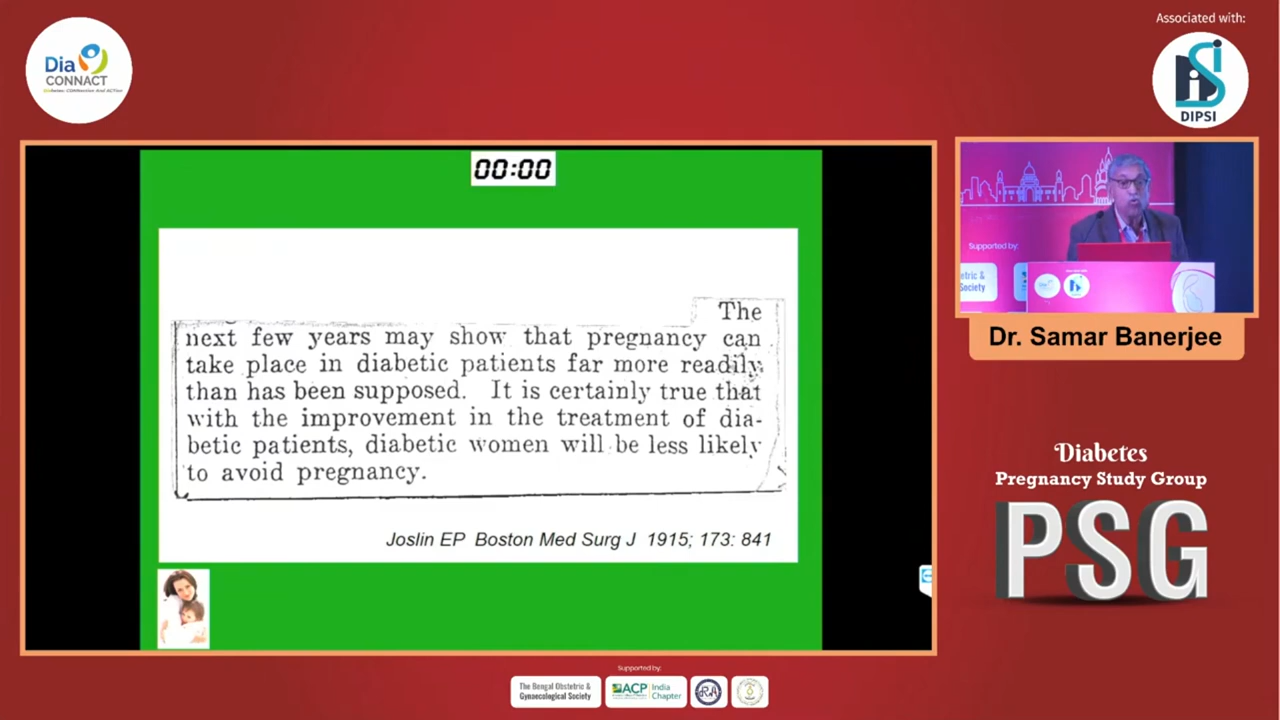 Dia
CONNACT
Associated with:
DIPSI
00:00
The
next few years may show that pregnancy can
take place in diabetic patients far more readily
than has been supposed. It is certainly true that
with the improvement in the treatment of dia-
betic patients, diabetic women will be less likely
to avoid pregnancy.
Joslin EP Boston Med Surg J 1915; 173: 841
Supported by:
etric &
Society
Dr. Samar Banerjee
Diabetes
Pregnancy Study Group
PSG
Supported by:
The Bengal Obstetric &
Gynaecological Society
ACP
India
Chapter